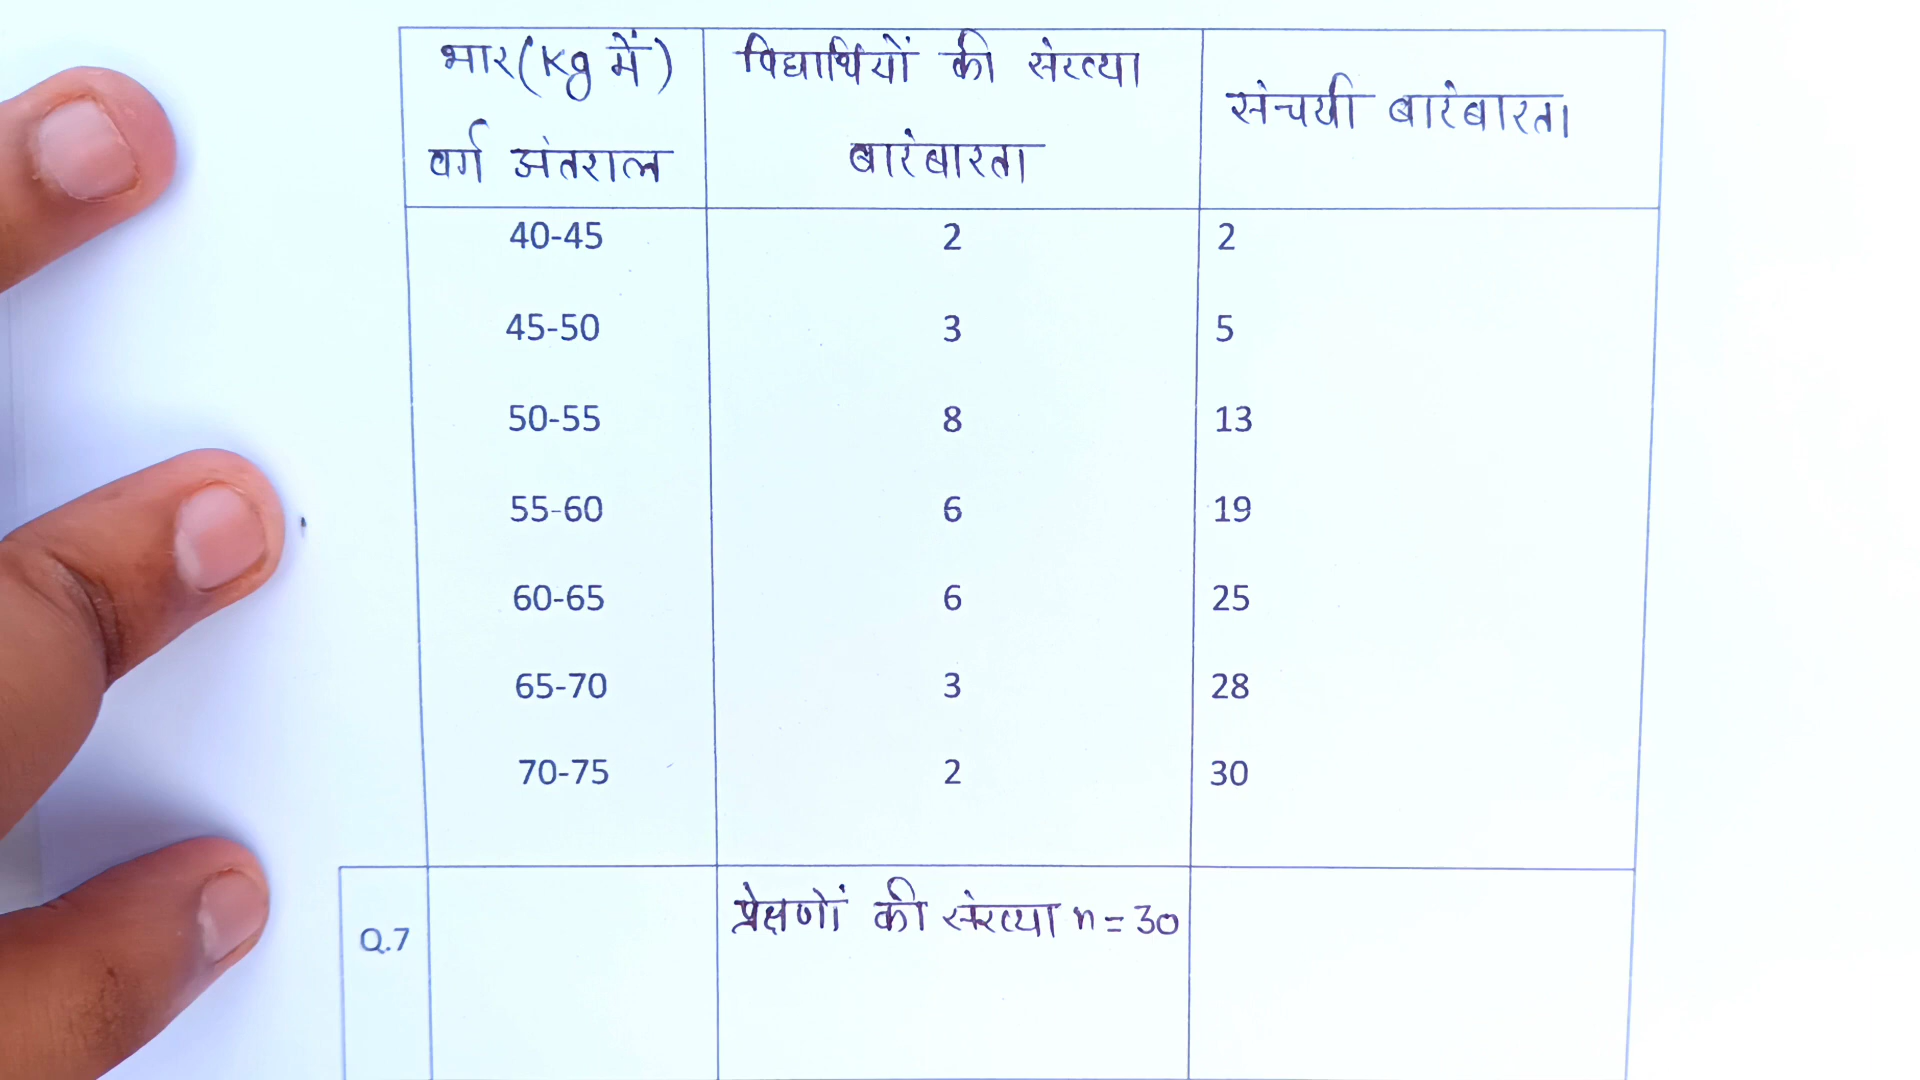 भार(Kg में) विद्यार्थियों की संख्या संचयी बारंबारता
वर्ग अंतराल बारंबारता
40-45 2 2
45-50 3 5
50-55 8 13
55-60 6 19
60-65 6 25
65-70 3 28
70-75 2 30
Q.7 प्रेक्षणों की संख्या n=30